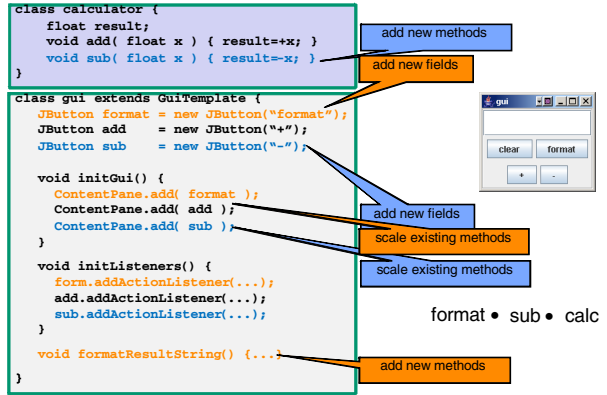 class calculator {
float result;
void add( float x ) { result=+x; }
void sub( float x ) { result=-x; }
}
add new methods
add new fields
class gui extends GuiTemplate {
JButton format = new JButton(“format”);
JButton add = new JButton(“+”);
JButton sub = new JButton(“-”);
void initGui() {
ContentPane.add( format );
ContentPane.add( add );
ContentPane.add( sub );
}
void initListeners() {
form.addActionListener(...);
add.addActionListener(...);
sub.addActionListener(...);
}
void formatResultString() {...}
}
add new fields
scale existing methods
scale existing methods
add new methods
gui
clear format
+ -
format • sub • calc